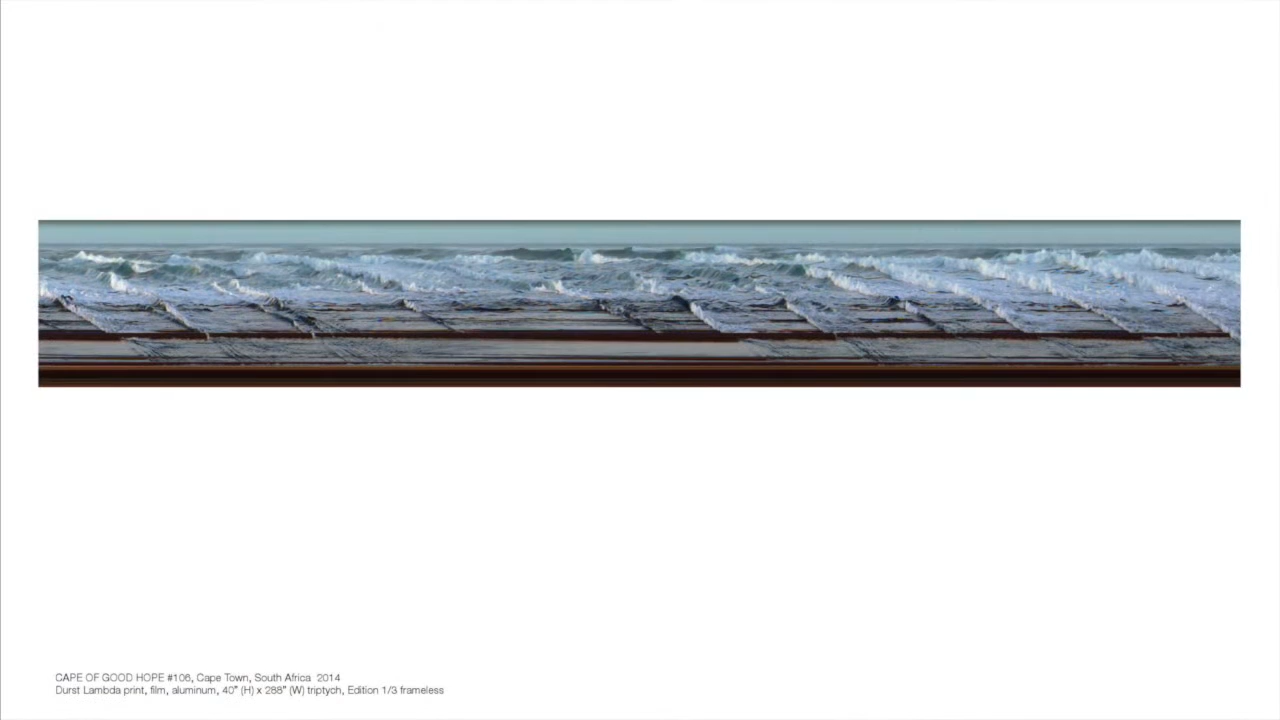 CAPE OF GOOD HOPE #106, Cape Town, South Africa 2014
Durst Lambda print, film, aluminum, 40” (H) x 288” (W) triptych, Edition 1/3 frameless